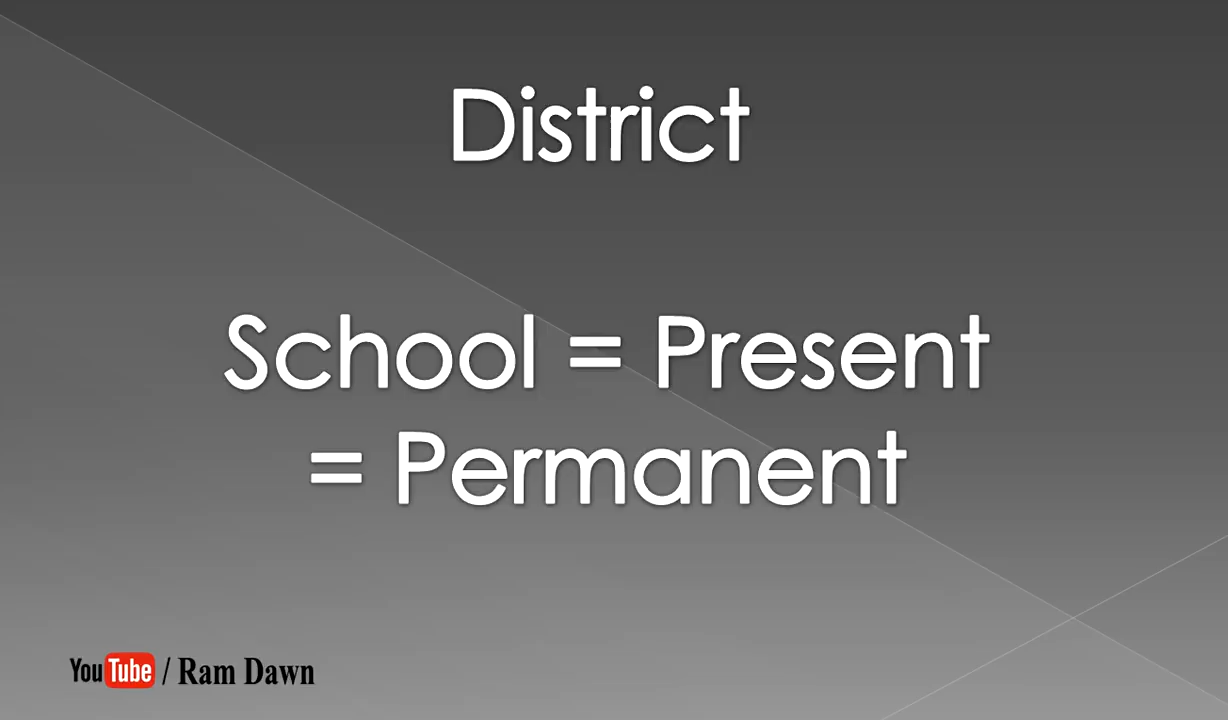 District
School = Present
= Permanent
YouTube / Ram Dawn